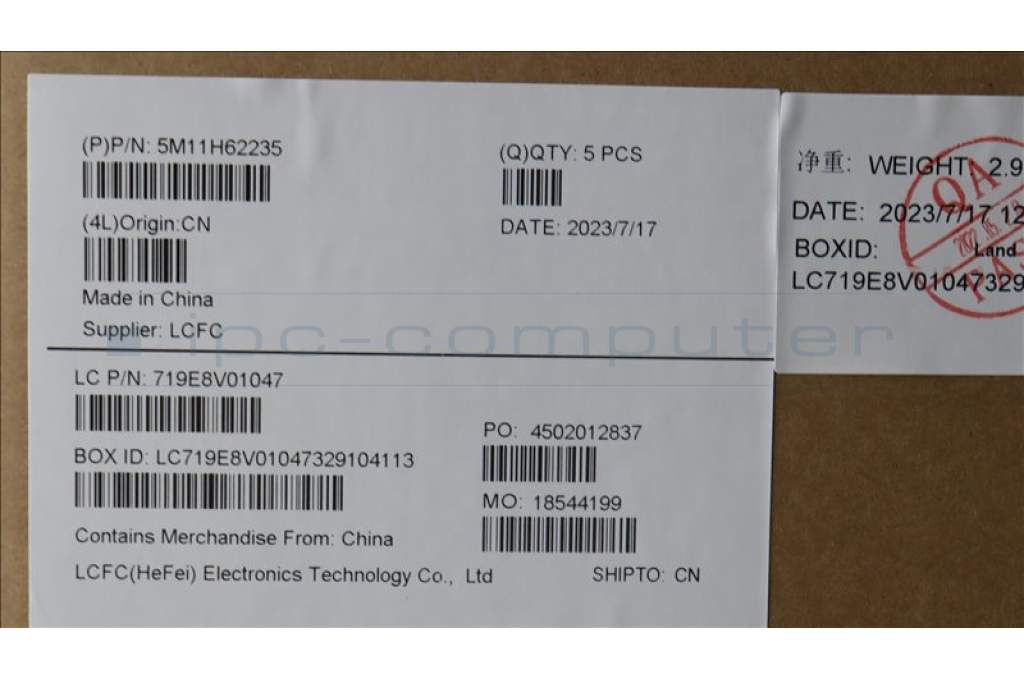 (P)P/N: 5M11H62235
(Q)QTY: 5 PCS
(4L)Origin:CN
DATE: 2023/7/17
Made in China
Supplier: LCFC
LC P/N: 719E8V01047
PO: 4502012837
BOX ID: LC719E8V01047329104113
MO: 18544199
Contains Merchandise From: China
LCFC(HeFei) Electronics Technology Co., Ltd
SHIPTO: CN
净重: WEIGHT: 2.9
DATE: 2023/7/17 12
BOXID: Land
LC719E8V01047329
QA
ipc-computer